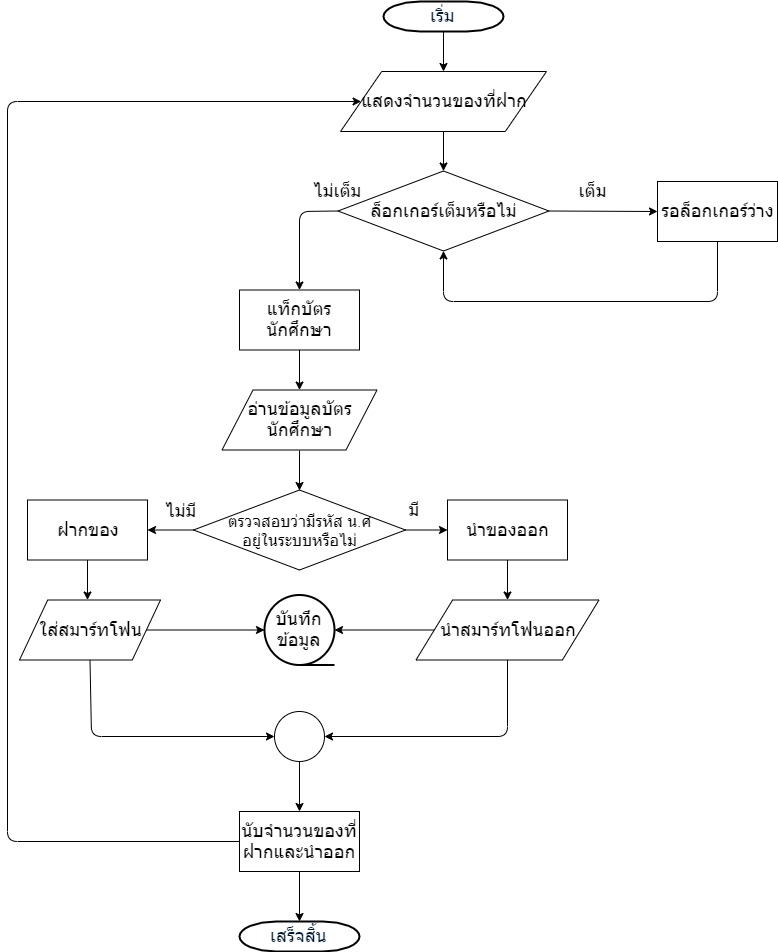 เริ่ม
แสดงจำนวนของที่ฝาก
ไม่เต็ม
เต็ม
ล็อกเกอร์เต็มหรือไม่
รอล็อกเกอร์ว่าง
แท็กบัตร
นักศึกษา
อ่านข้อมูลบัตร
นักศึกษา
ไม่มี
มี
ฝากของ
ตรวจสอบว่ามีรหัส น.ศ
อยู่ในระบบหรือไม่
นำของออก
ใส่สมาร์ทโฟน
บันทึก
ข้อมูล
นำสมาร์ทโฟนออก
นับจำนวนของที่
ฝากและนำออก
เสร็จสิ้น